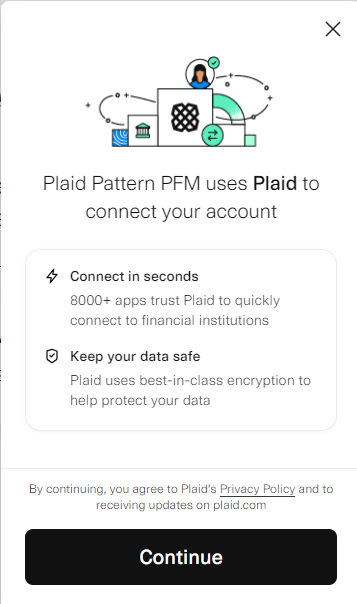 Plaid Pattern PFM uses Plaid to
connect your account
Connect in seconds
8000+ apps trust Plaid to quickly
connect to financial institutions
Keep your data safe
Plaid uses best-in-class encryption to
help protect your data
By continuing, you agree to Plaid's Privacy Policy and to
receiving updates on plaid.com
Continue